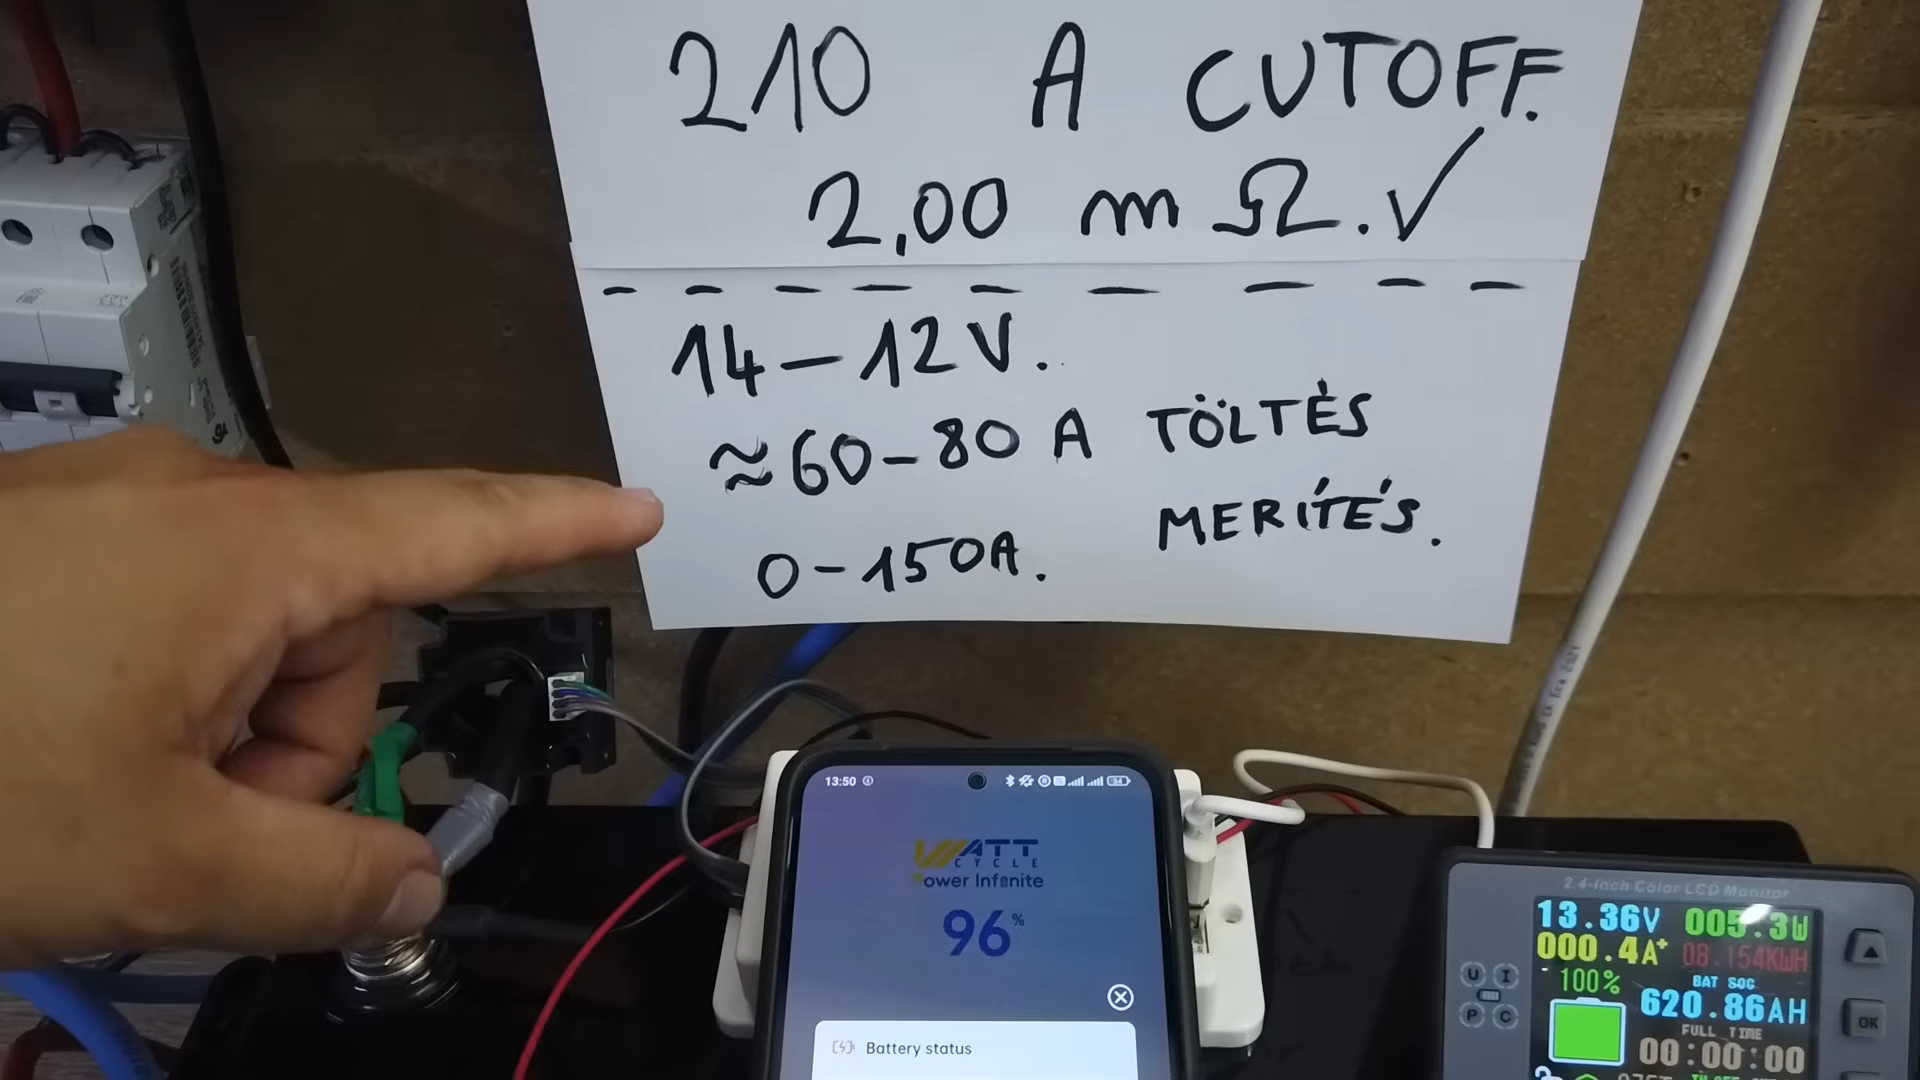 210 A CUTOFF.
2,00 mΩ. ✓
14-12V.
≈60-80 A TÖLTÉS
0-150A. MERÍTÉS.
13:50
34
WATT
CYCLE
Power Infinite
96%
Battery status
2.4-inch Color LCD Monitor
13.36V 005.3W
000.4A+ 08.154KWH
100% BAT SOC
620.86AH
FULL TIME
00:00:00
U I
P C
OK